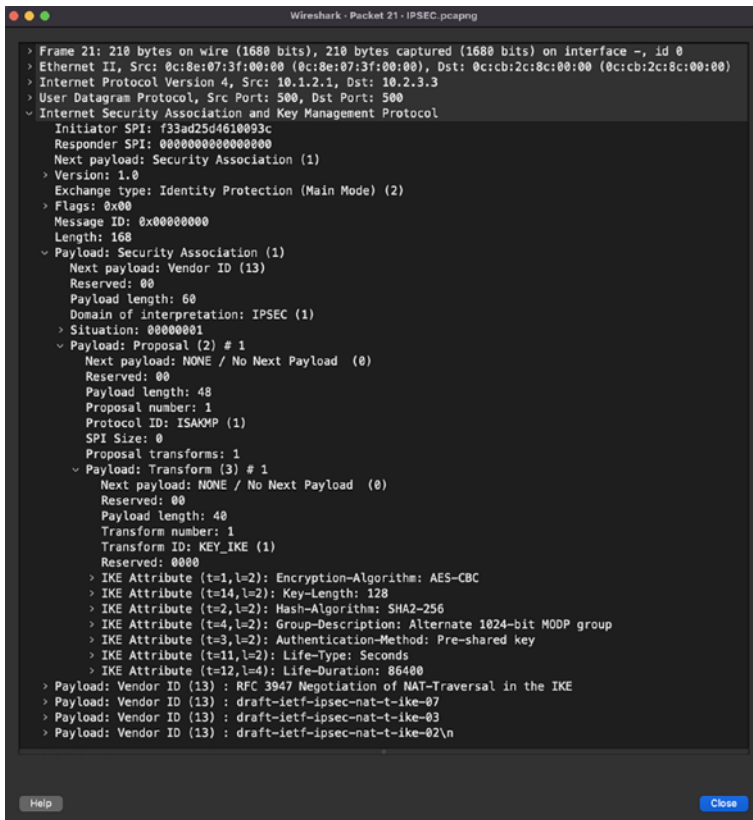 Wireshark · Packet 21 · IPSEC.pcapng
> Frame 21: 210 bytes on wire (1680 bits), 210 bytes captured (1680 bits) on interface -, id 0
> Ethernet II, Src: 0c:8e:07:3f:00:00 (0c:8e:07:3f:00:00), Dst: 0c:cb:2c:8c:00:00 (0c:cb:2c:8c:00:00)
> Internet Protocol Version 4, Src: 10.1.2.1, Dst: 10.2.3.3
> User Datagram Protocol, Src Port: 500, Dst Port: 500
Internet Security Association and Key Management Protocol
Initiator SPI: f33ad25d4610093c
Responder SPI: 0000000000000000
Next payload: Security Association (1)
> Version: 1.0
Exchange type: Identity Protection (Main Mode) (2)
> Flags: 0x00
Message ID: 0x00000000
Length: 168
Payload: Security Association (1)
Next payload: Vendor ID (13)
Reserved: 00
Payload length: 60
Domain of interpretation: IPSEC (1)
> Situation: 00000001
Payload: Proposal (2) # 1
Next payload: NONE / No Next Payload  (0)
Reserved: 00
Payload length: 48
Proposal number: 1
Protocol ID: ISAKMP (1)
SPI Size: 0
Proposal transforms: 1
Payload: Transform (3) # 1
Next payload: NONE / No Next Payload  (0)
Reserved: 00
Payload length: 40
Transform number: 1
Transform ID: KEY_IKE (1)
Reserved: 0000
> IKE Attribute (t=1,l=2): Encryption-Algorithm: AES-CBC
> IKE Attribute (t=14,l=2): Key-Length: 128
> IKE Attribute (t=2,l=2): Hash-Algorithm: SHA2-256
> IKE Attribute (t=4,l=2): Group-Description: Alternate 1024-bit MODP group
> IKE Attribute (t=3,l=2): Authentication-Method: Pre-shared key
> IKE Attribute (t=11,l=2): Life-Type: Seconds
> IKE Attribute (t=12,l=4): Life-Duration: 86400
> Payload: Vendor ID (13) : RFC 3947 Negotiation of NAT-Traversal in the IKE
> Payload: Vendor ID (13) : draft-ietf-ipsec-nat-t-ike-07
> Payload: Vendor ID (13) : draft-ietf-ipsec-nat-t-ike-03
> Payload: Vendor ID (13) : draft-ietf-ipsec-nat-t-ike-02\n
Help
Close